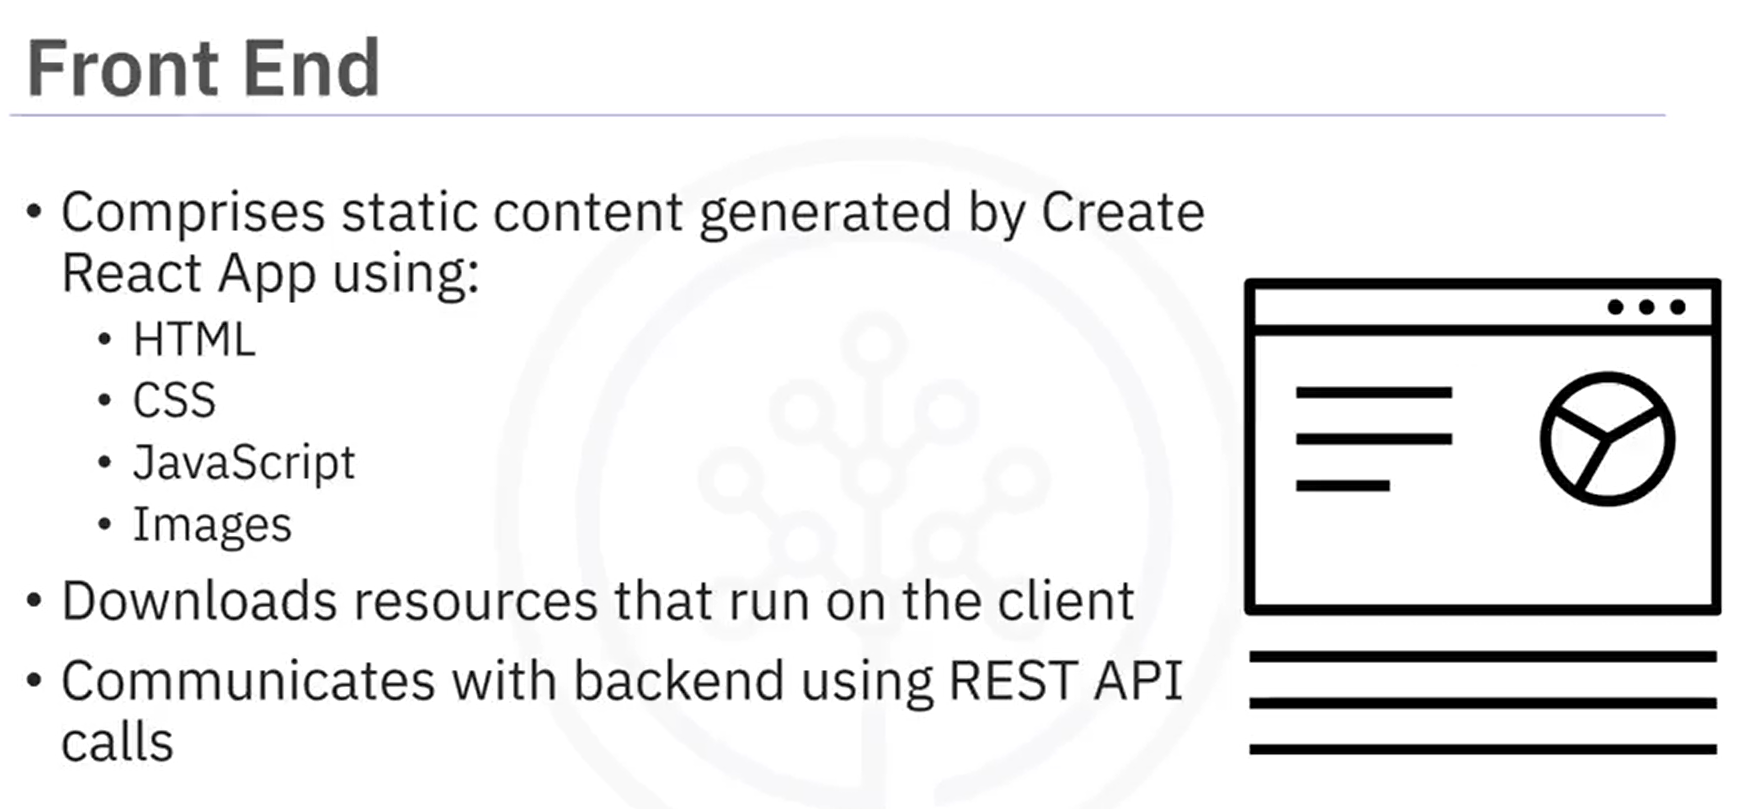 Front End
• Comprises static content generated by Create
React App using:
• HTML
• CSS
• JavaScript
• Images
• Downloads resources that run on the client
• Communicates with backend using REST API
calls